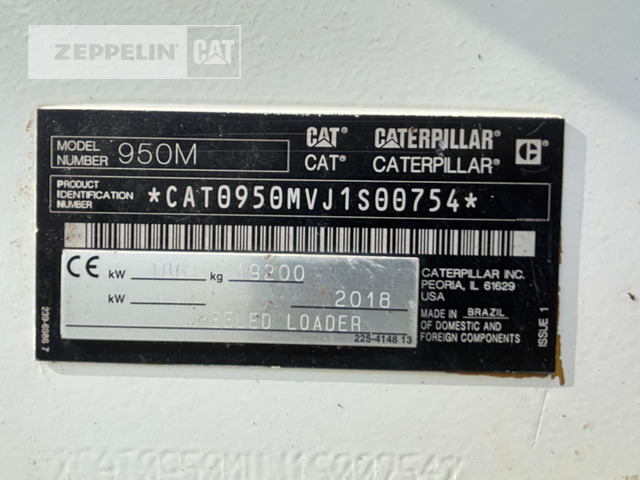 ZEPPELIN CAT
MODEL NUMBER 950M
CAT® CATERPILLAR®
CAT® CATERPILLAR®
PRODUCT IDENTIFICATION NUMBER *CAT0950MVJ1S00754*
CE kW kg 19200
kW 2018
LOADER
225-4148 13
CATERPILLAR INC.
PEORIA, IL 61629
USA
MADE IN BRAZIL
OF DOMESTIC AND
FOREIGN COMPONENTS
ISSUE 1
239-6986 7